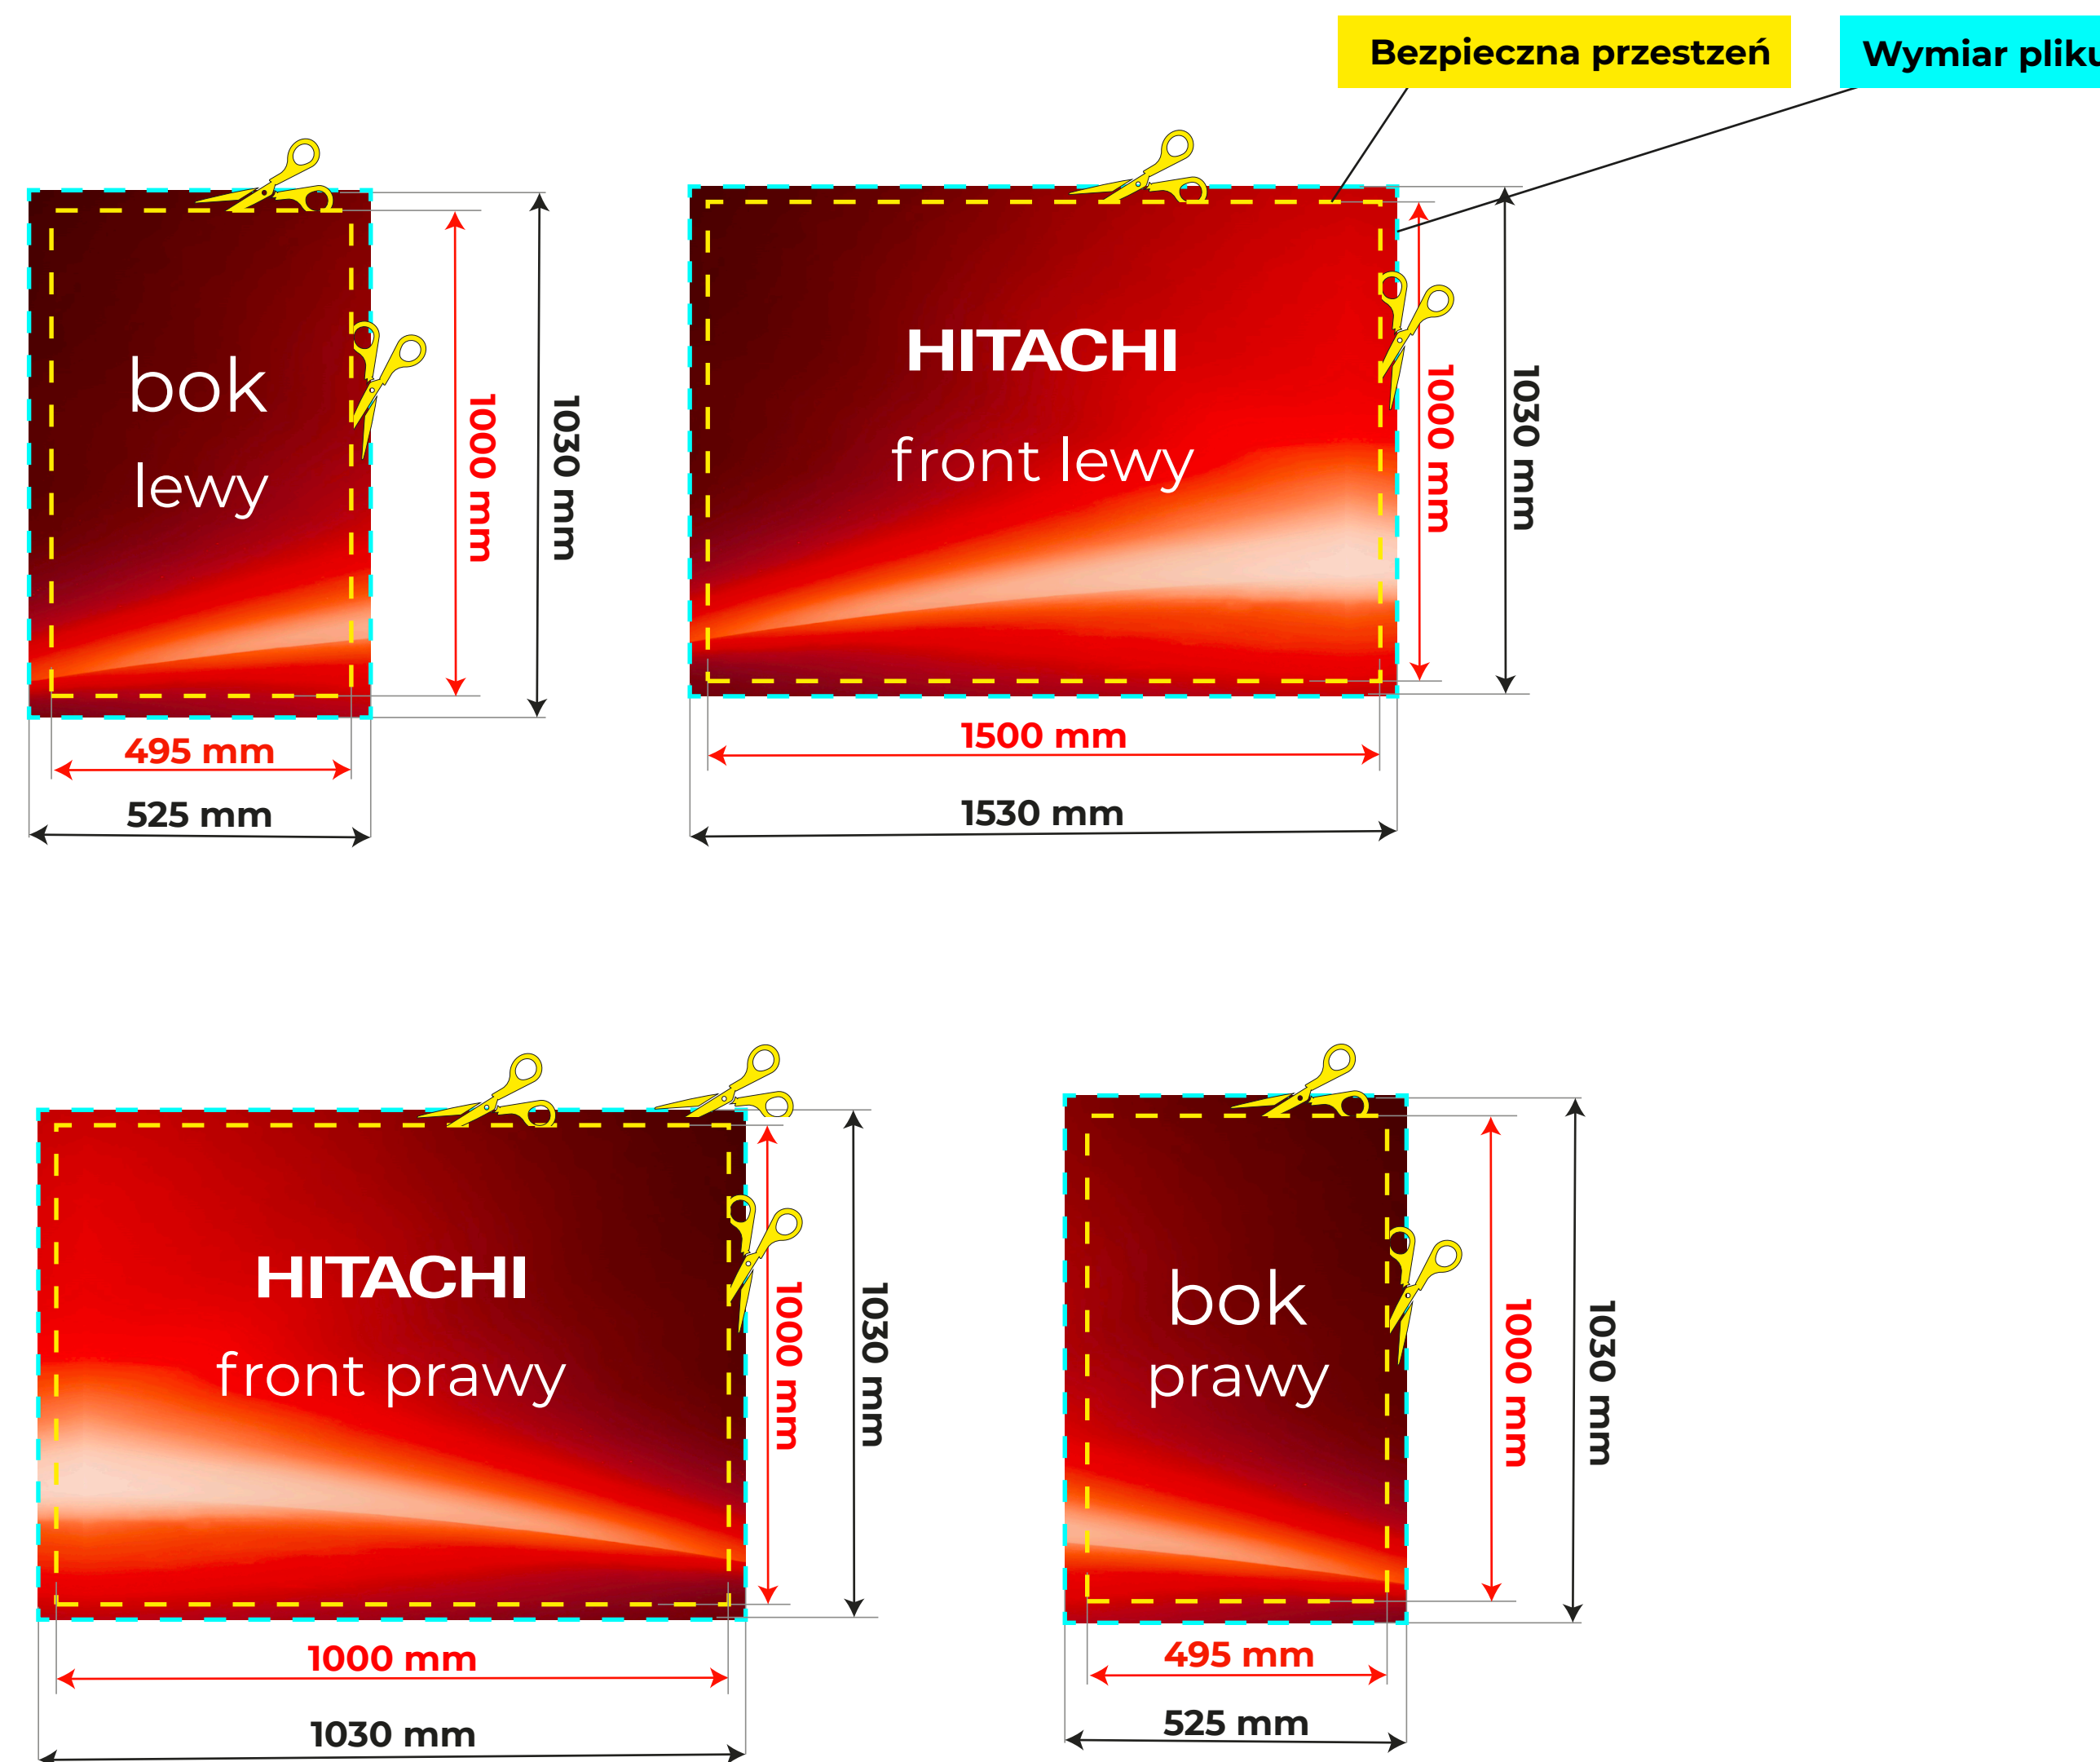 Bezpieczna przestzeń
Wymiar pliku
bok
lewy
1000 mm
1030 mm
495 mm
525 mm
HITACHI
front lewy
1000 mm
1030 mm
1500 mm
1530 mm
HITACHI
front prawy
1000 mm
1030 mm
1000 mm
1030 mm
bok
prawy
1000 mm
1030 mm
495 mm
525 mm